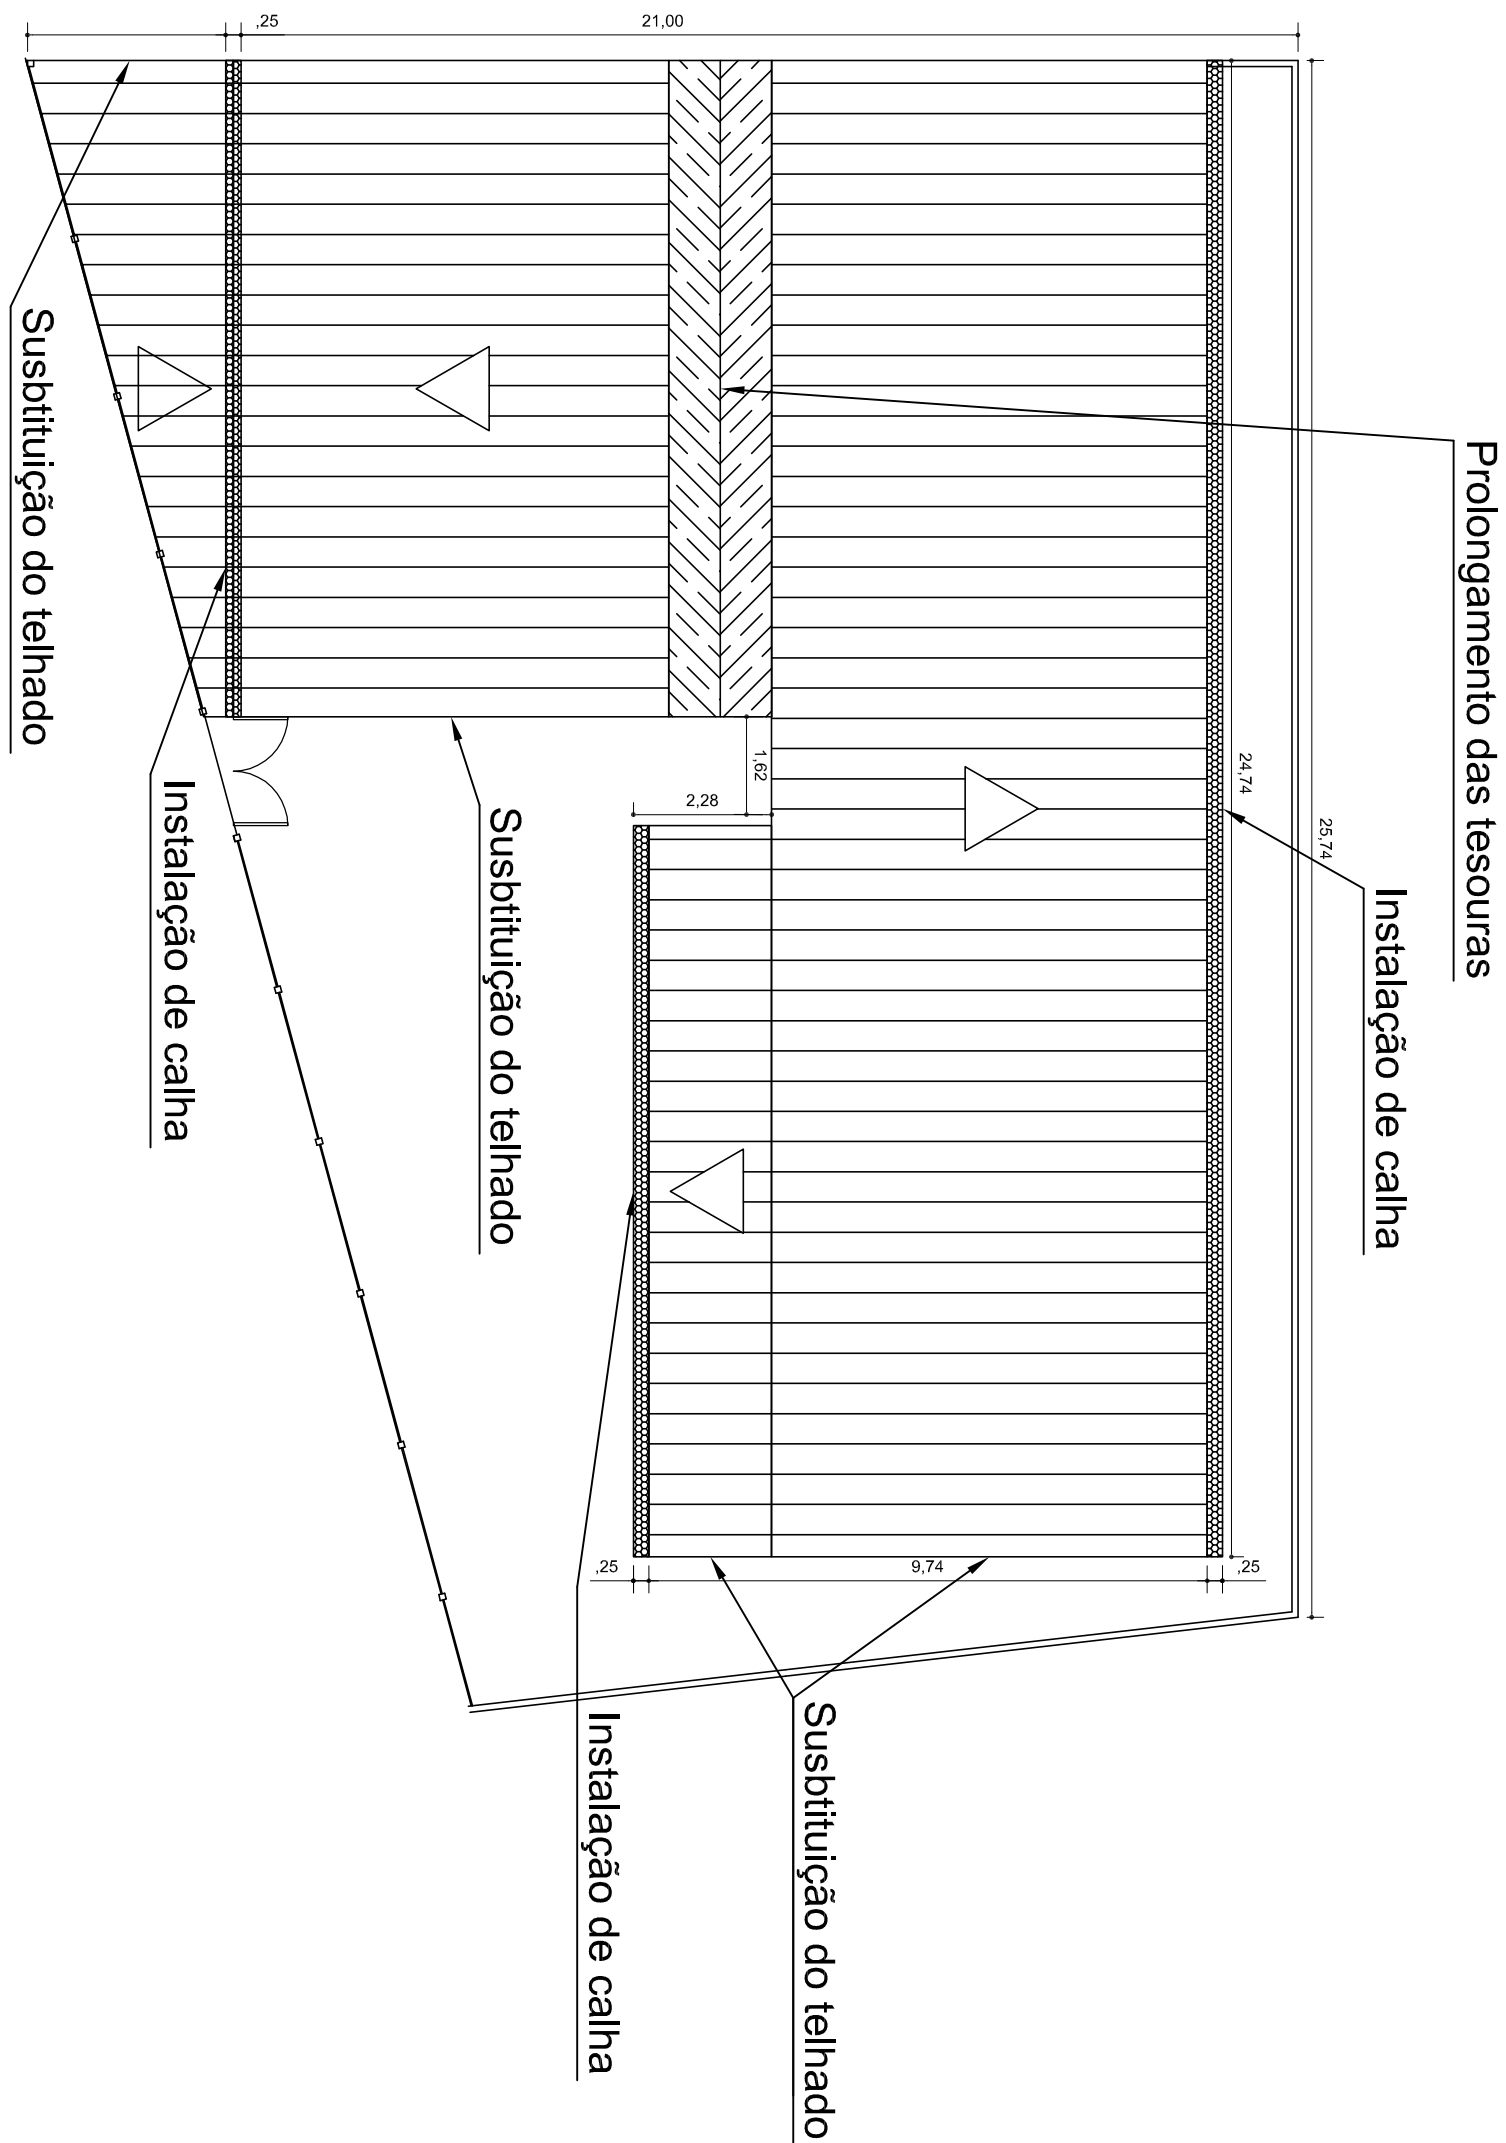 ,25
21,00
Prolongamento das tesouras
Instalação de calha
24,74
25,74
1,62
2,28
Susbtituição do telhado
Instalação de calha
Susbtituição do telhado
,25
9,74
,25
Instalação de calha
Susbtituição do telhado